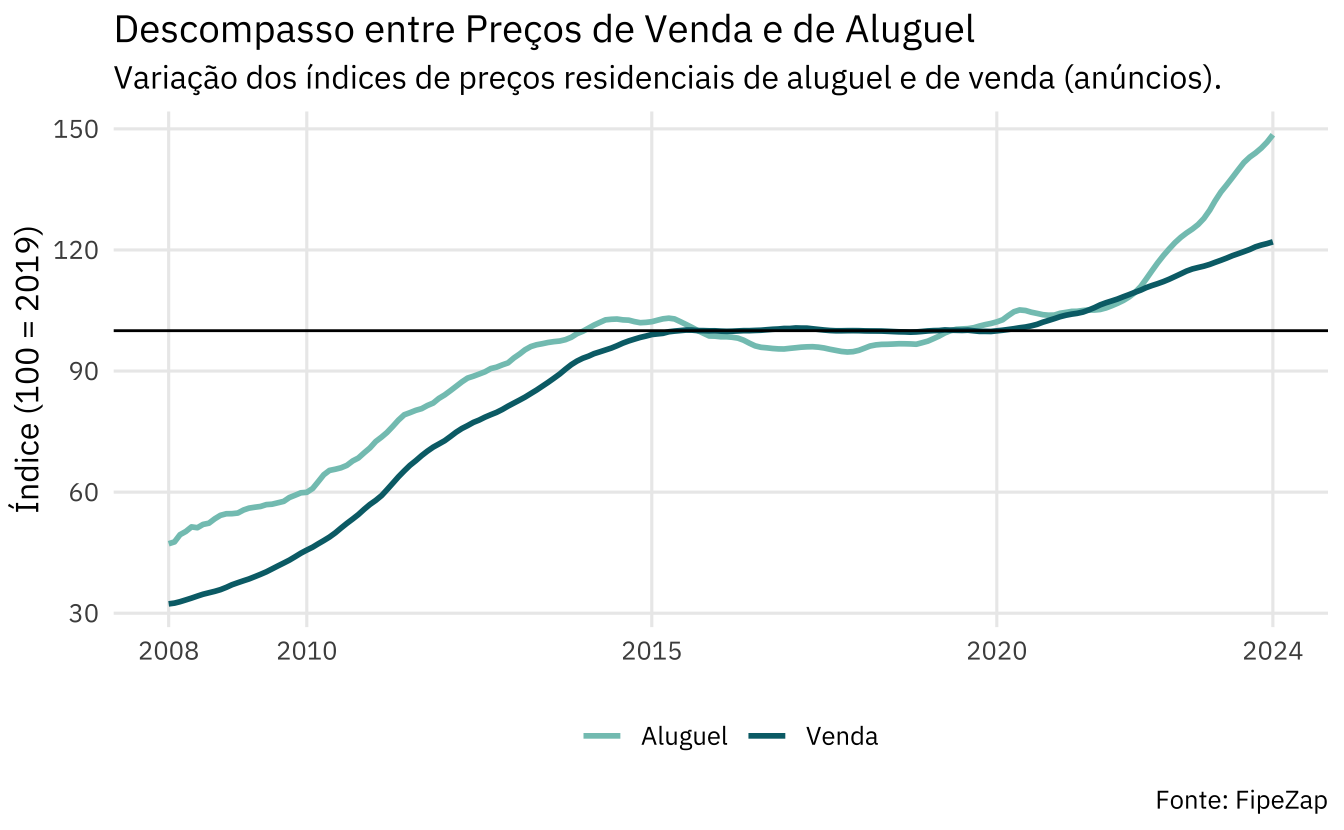 Descompasso entre Preços de Venda e de Aluguel
Variação dos índices de preços residenciais de aluguel e de venda (anúncios).
Índice (100 = 2019)
150
120
90
60
30
2008 2010 2015 2020 2024
Aluguel Venda
Fonte: FipeZap